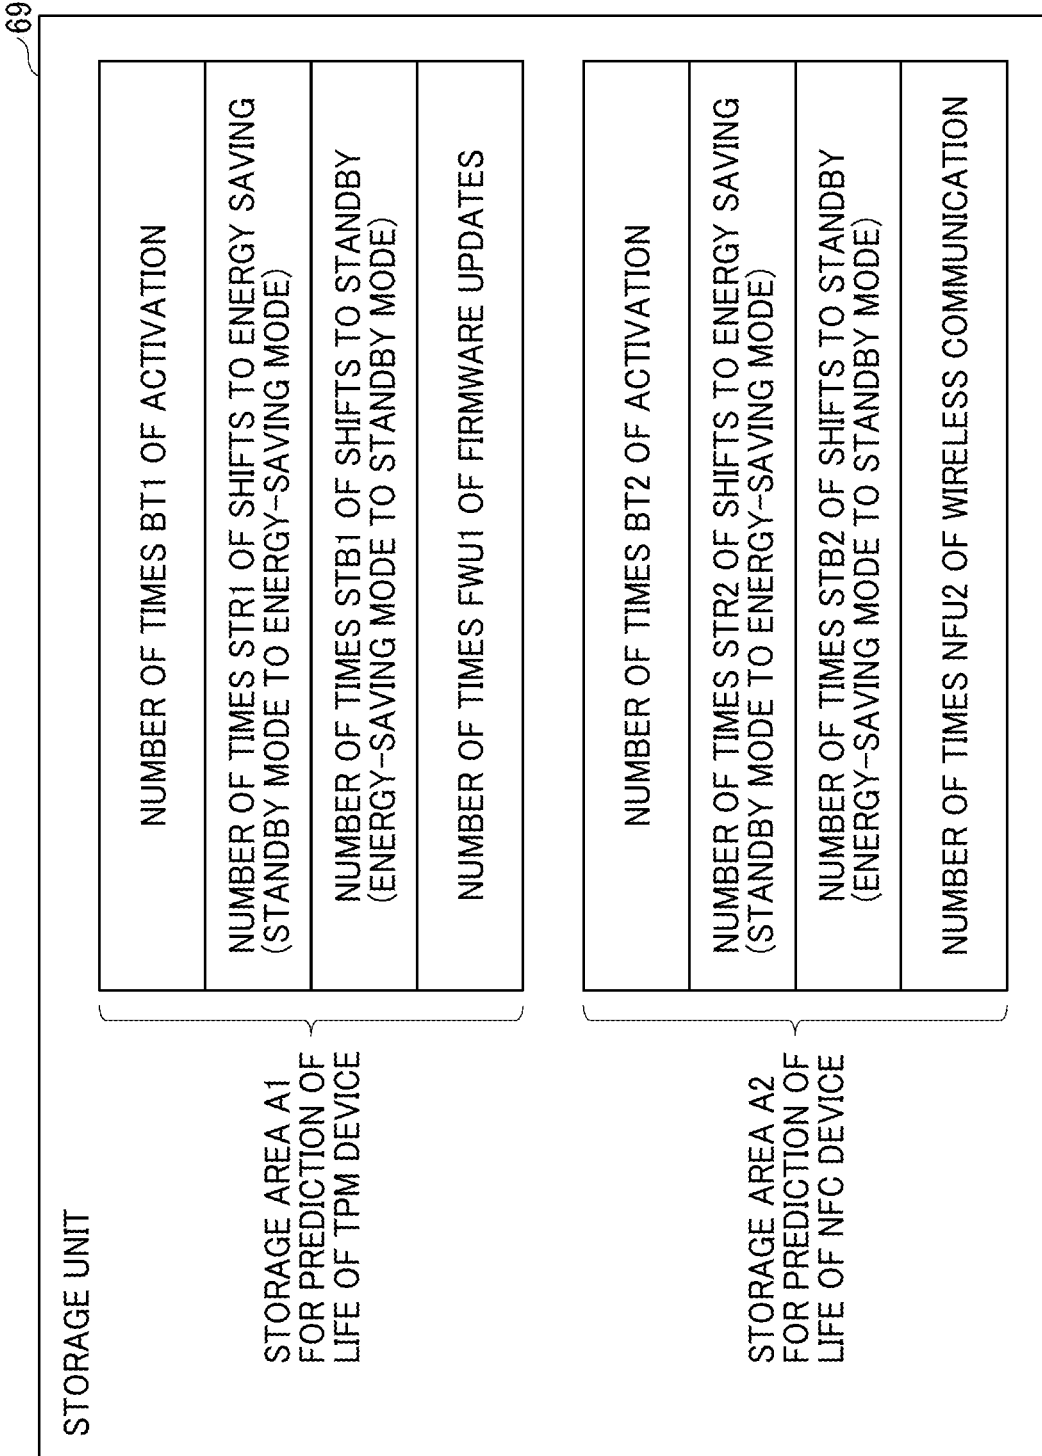 69
STORAGE UNIT
STORAGE AREA A1
FOR PREDICTION OF
LIFE OF TPM DEVICE
NUMBER OF TIMES BT1 OF ACTIVATION
NUMBER OF TIMES STR1 OF SHIFTS TO ENERGY SAVING
(STANDBY MODE TO ENERGY-SAVING MODE)
NUMBER OF TIMES STB1 OF SHIFTS TO STANDBY
(ENERGY-SAVING MODE TO STANDBY MODE)
NUMBER OF TIMES FWU1 OF FIRMWARE UPDATES
STORAGE AREA A2
FOR PREDICTION OF
LIFE OF NFC DEVICE
NUMBER OF TIMES BT2 OF ACTIVATION
NUMBER OF TIMES STR2 OF SHIFTS TO ENERGY SAVING
(STANDBY MODE TO ENERGY-SAVING MODE)
NUMBER OF TIMES STB2 OF SHIFTS TO STANDBY
(ENERGY-SAVING MODE TO STANDBY MODE)
NUMBER OF TIMES NFU2 OF WIRELESS COMMUNICATION